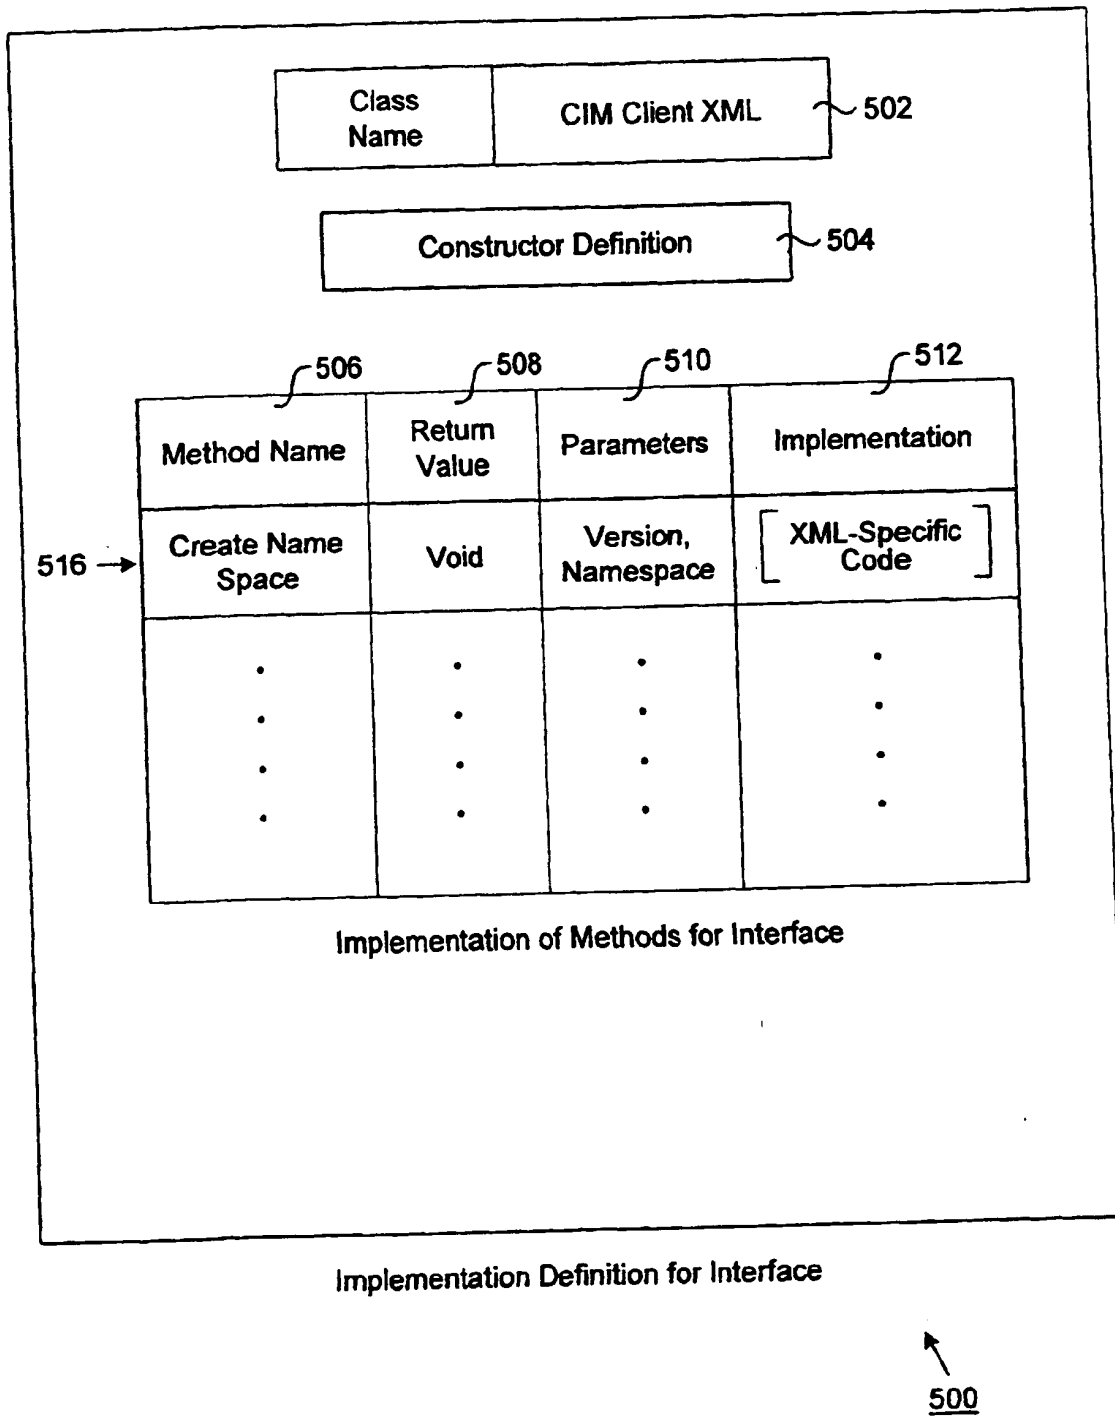 Class
Name
CIM Client XML
502
Constructor Definition
504
506
508
510
512
Method Name
Return
Value
Parameters
Implementation
516
Create Name
Space
Void
Version,
Namespace
XML-Specific
Code
Implementation of Methods for Interface
Implementation Definition for Interface
500